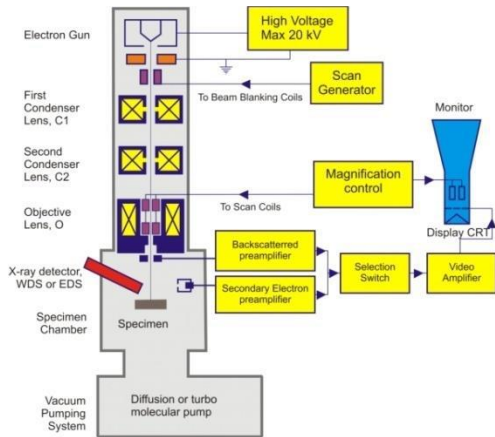 Electron Gun
High Voltage
Max 20 kV
Scan
Generator
To Beam Blanking Coils
First
Condenser
Lens, C1
Monitor
Second
Condenser
Lens, C2
Magnification
control
To Scan Coils
Objective
Lens, O
Display CRT
Backscatterred
preamplifier
X-ray detector,
WDS or EDS
Selection
Switch
Video
Amplifier
Secondary Electron
preamplifier
Specimen
Chamber
Specimen
Vacuum
Pumping
System
Diffusion or turbo
molecular pump